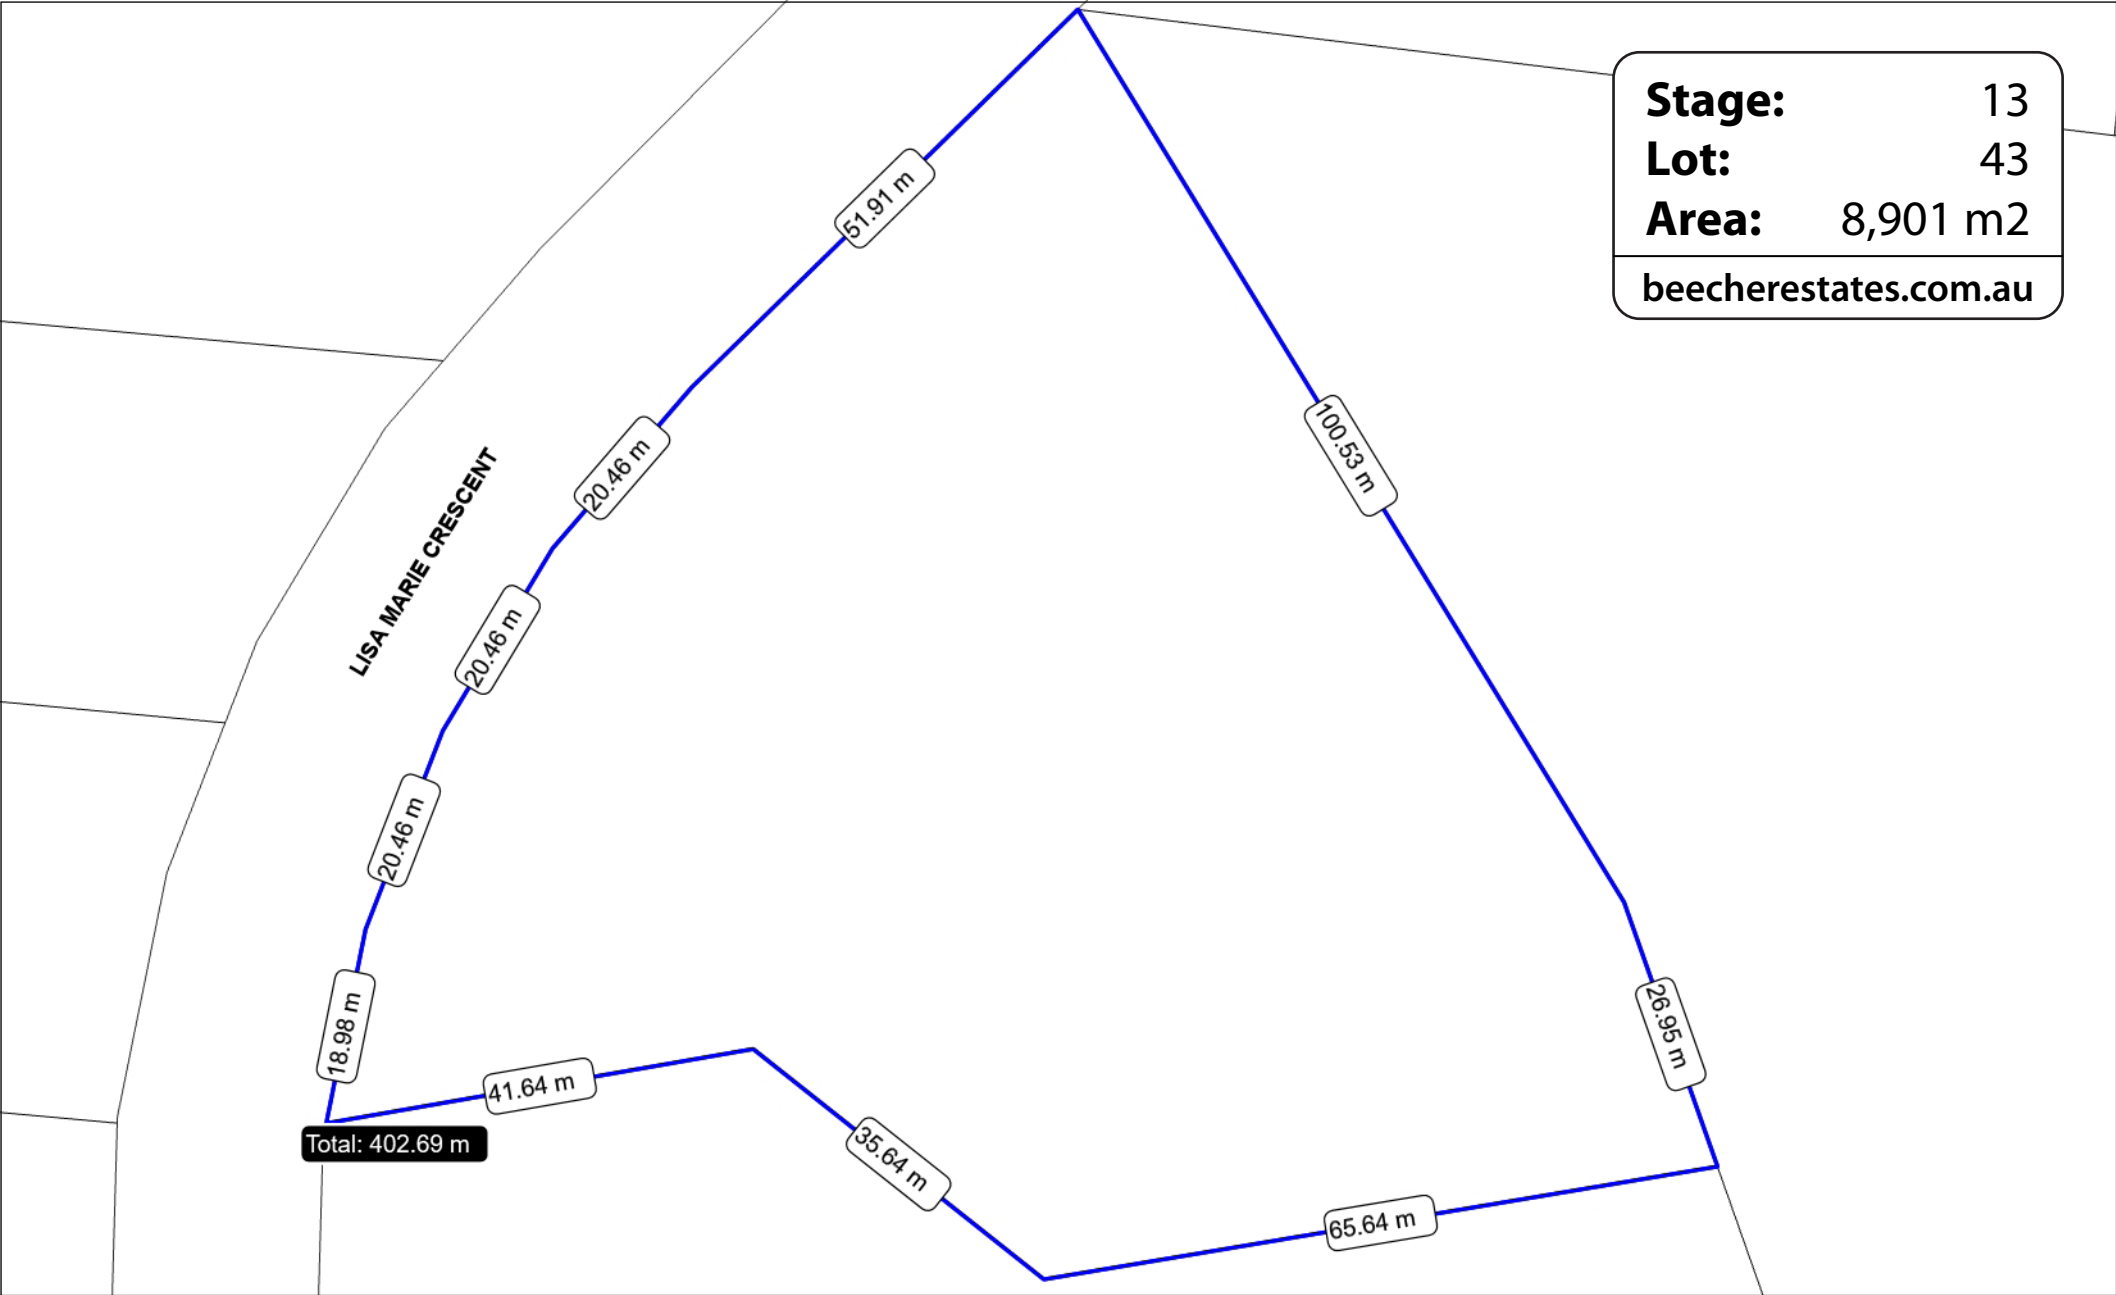 Stage: 13
Lot: 43
Area: 8,901 m2
beecherestates.com.au
51.91 m
100.53 m
20.46 m
LISA MARIE CRESCENT
20.46 m
20.46 m
18.98 m
26.95 m
41.64 m
Total: 402.69 m
35.64 m
65.64 m